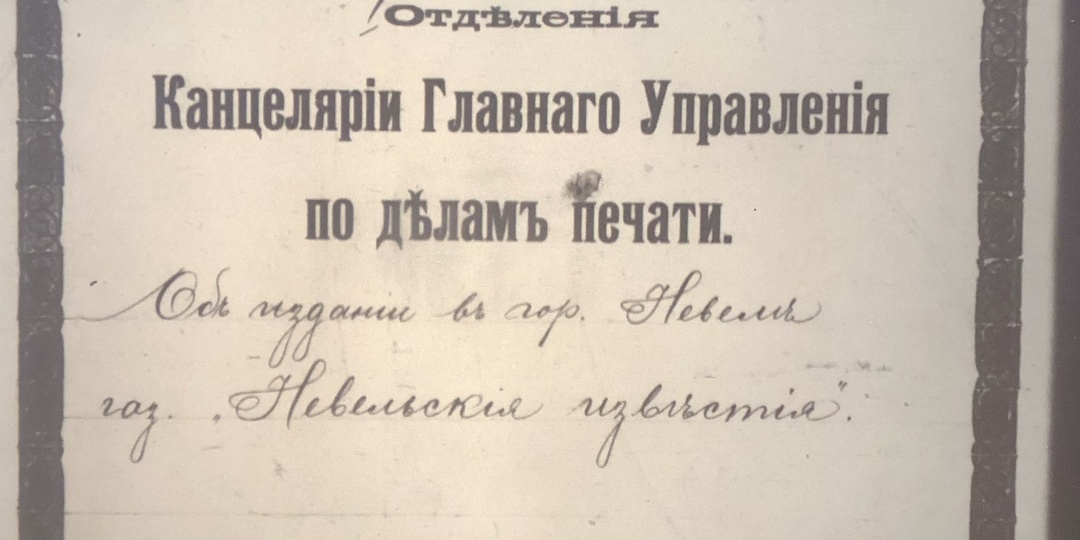 Отдѣленія
Канцеляріи Главнаго Управленія
по дѣламъ печати.
Объ изданіи въ гор. Невелѣ
газ. „Невельскія извѣстія".